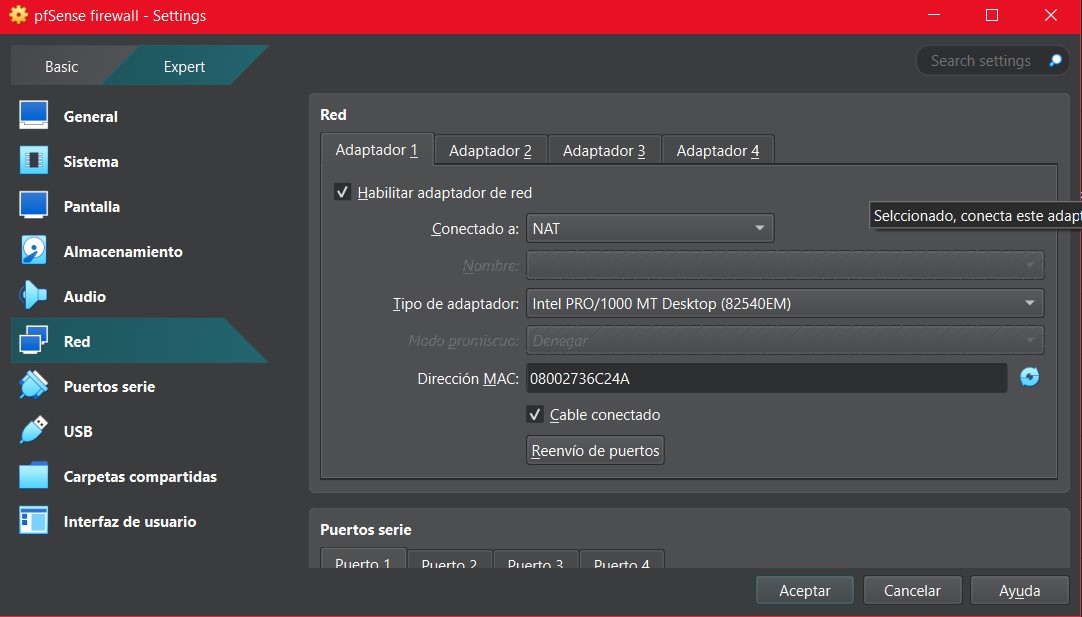 pfSense firewall - Settings
Basic
Expert
Search settings
General
Sistema
Pantalla
Almacenamiento
Audio
Red
Puertos serie
USB
Carpetas compartidas
Interfaz de usuario
Red
Adaptador 1
Adaptador 2
Adaptador 3
Adaptador 4
Habilitar adaptador de red
Selccionado, conecta este adapt
Conectado a: NAT
Nombre:
Tipo de adaptador: Intel PRO/1000 MT Desktop (82540EM)
Modo promiscuo: Denegar
Dirección MAC: 08002736C24A
Cable conectado
Reenvío de puertos
Puertos serie
Puerto 1
Puerto 2
Puerto 3
Puerto 4
Aceptar
Cancelar
Ayuda